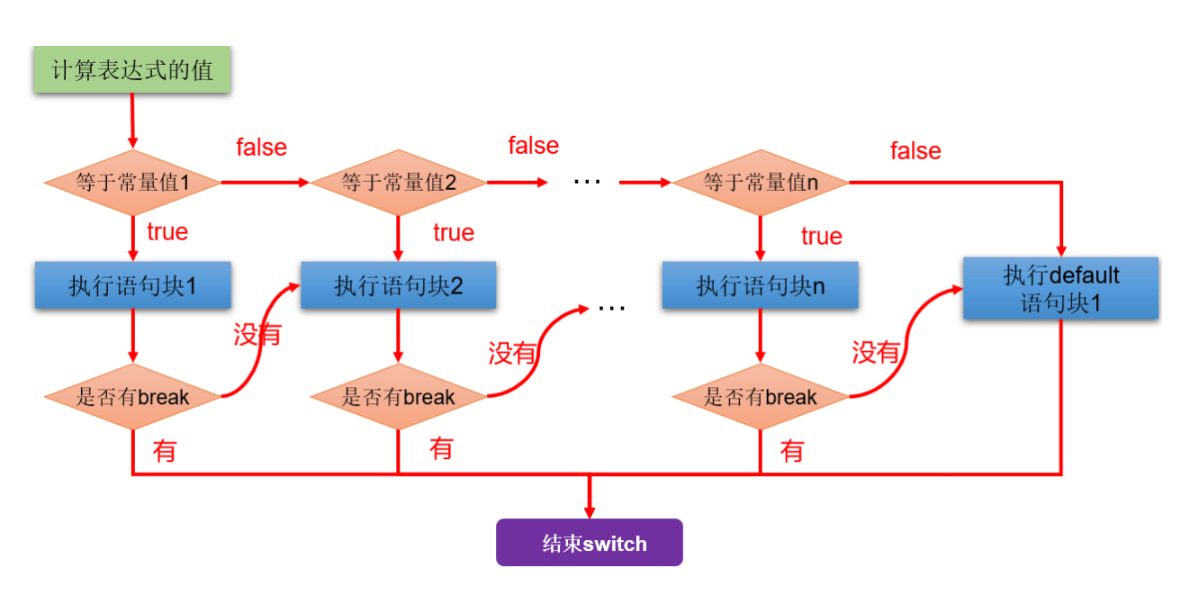 计算表达式的值
false
false
false
等于常量值1
等于常量值2
…
等于常量值n
true
true
true
执行语句块1
执行语句块2
执行语句块n
执行default
语句块1
…
没有
没有
没有
是否有break
是否有break
是否有break
有
有
有
结束switch